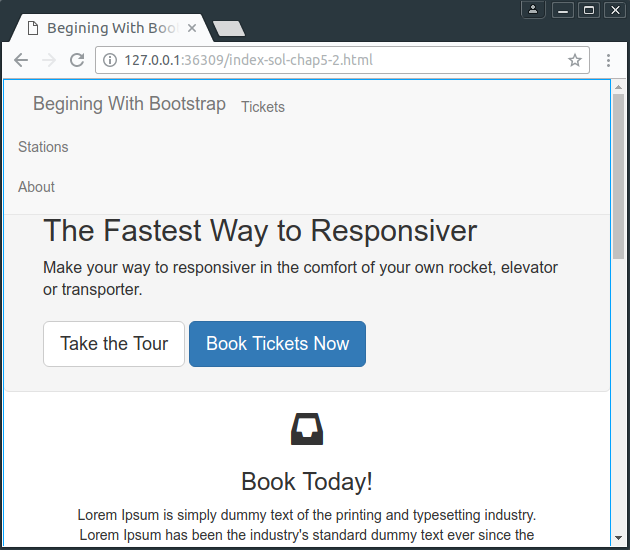 Begining With Boo
127.0.0.1:36309/index-sol-chap5-2.html
Begining With Bootstrap Tickets
Stations
About
The Fastest Way to Responsiver
Make your way to responsiver in the comfort of your own rocket, elevator
or transporter.
Take the Tour Book Tickets Now
Book Today!
Lorem Ipsum is simply dummy text of the printing and typesetting industry.
Lorem Ipsum has been the industry's standard dummy text ever since the